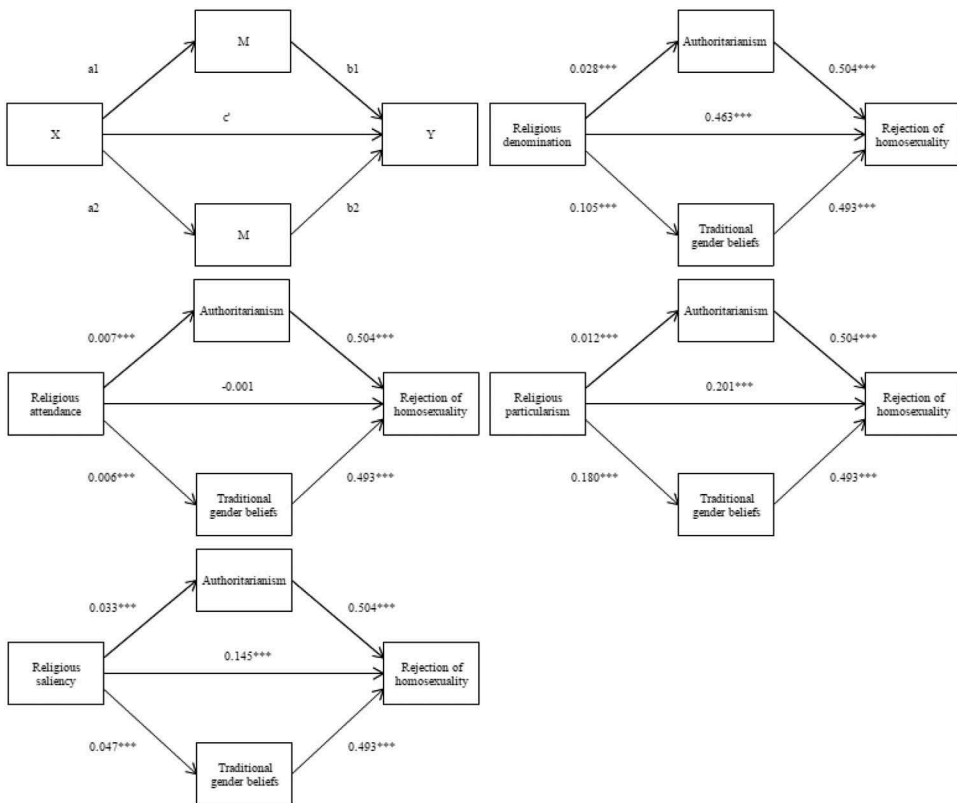 M
a1
b1
c'
X
Y
a2
b2
M
Authoritarianism
0.028***
0.504***
0.463***
Religious
denomination
Rejection of
homosexuality
0.105***
0.493***
Traditional
gender beliefs
Authoritarianism
0.007***
0.504***
-0.001
Religious
attendance
Rejection of
homosexuality
0.006***
0.493***
Traditional
gender beliefs
Authoritarianism
0.012***
0.504***
0.201***
Religious
particularism
Rejection of
homosexuality
0.180***
0.493***
Traditional
gender beliefs
Authoritarianism
0.033***
0.504***
0.145***
Religious
saliency
Rejection of
homosexuality
0.047***
0.493***
Traditional
gender beliefs